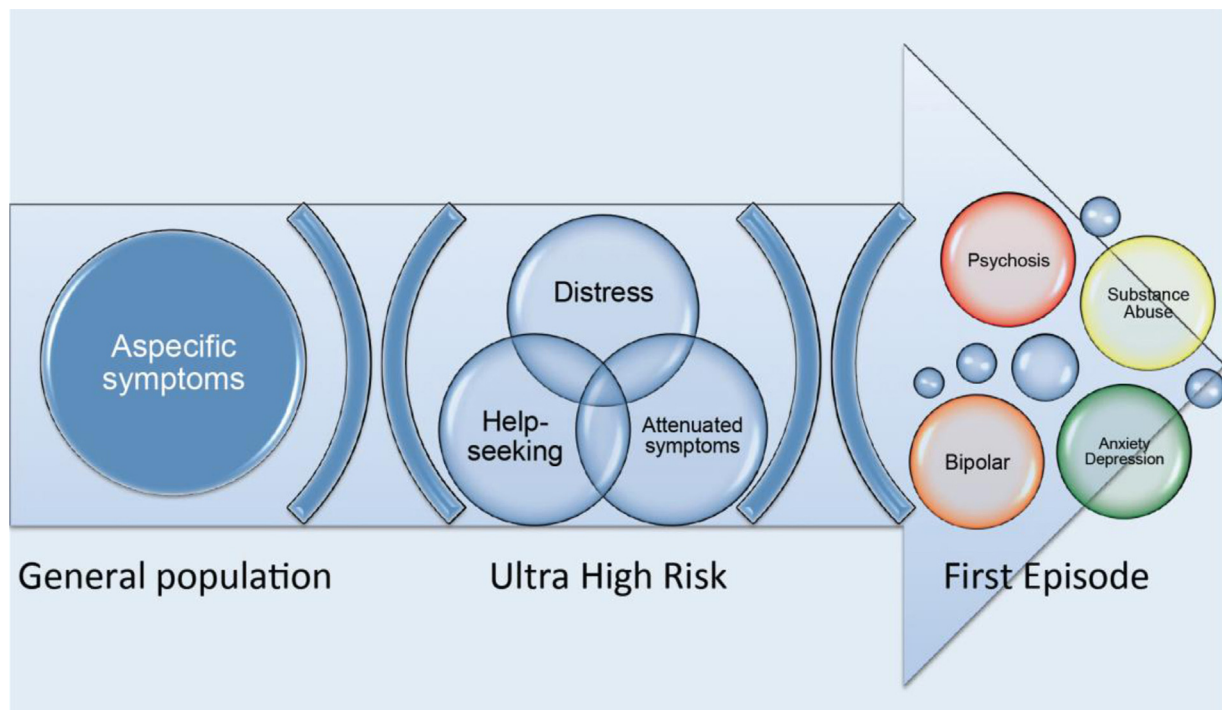 Aspecific
symptoms
Distress
Help-
seeking
Attenuated
symptoms
Psychosis
Substance
Abuse
Bipolar
Anxiety
Depression
General population
Ultra High Risk
First Episode